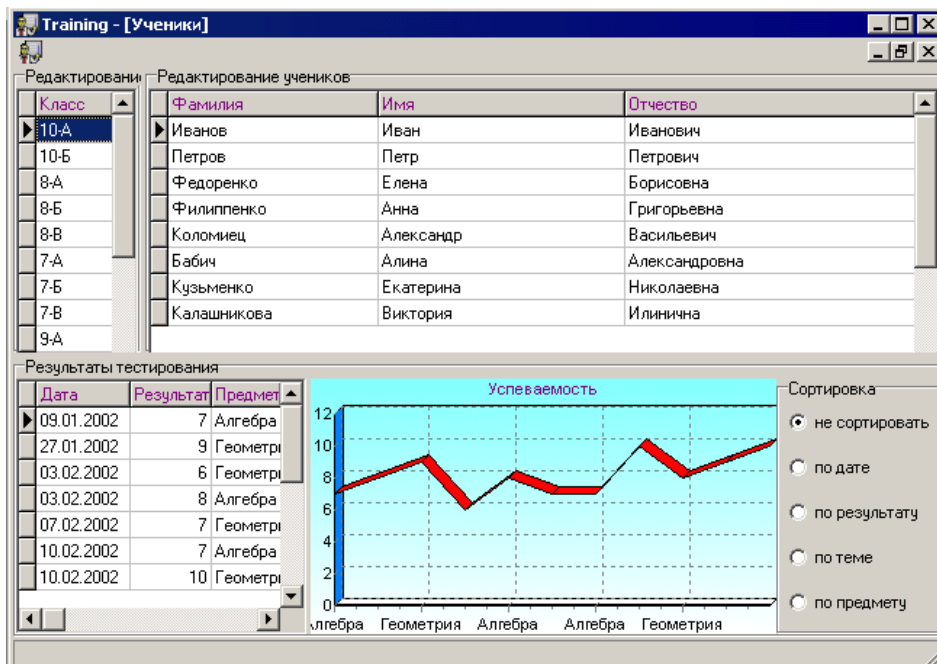 Training - [Ученики]
Редактировани Редактирование учеников
Класс Фамилия Имя Отчество
10-А Иванов Иван Иванович
10-Б Петров Петр Петрович
8-А Федоренко Елена Борисовна
8-Б Филиппенко Анна Григорьевна
8-В Коломиец Александр Васильевич
7-А Бабич Алина Александровна
7-Б Кузьменко Екатерина Николаевна
7-В Калашникова Виктория Илинична
9-А
Результаты тестирования
Дата Результат Предмет
09.01.2002 7 Алгебра
27.01.2002 9 Геометри
03.02.2002 6 Геометри
03.02.2002 8 Алгебра
07.02.2002 7 Геометри
10.02.2002 7 Алгебра
10.02.2002 10 Геометри
Успеваемость
12
10
8
6
4
2
0
лгебра Геометрия Алгебра Алгебра Геометрия
Сортировка
не сортировать
по дате
по результату
по теме
по предмету